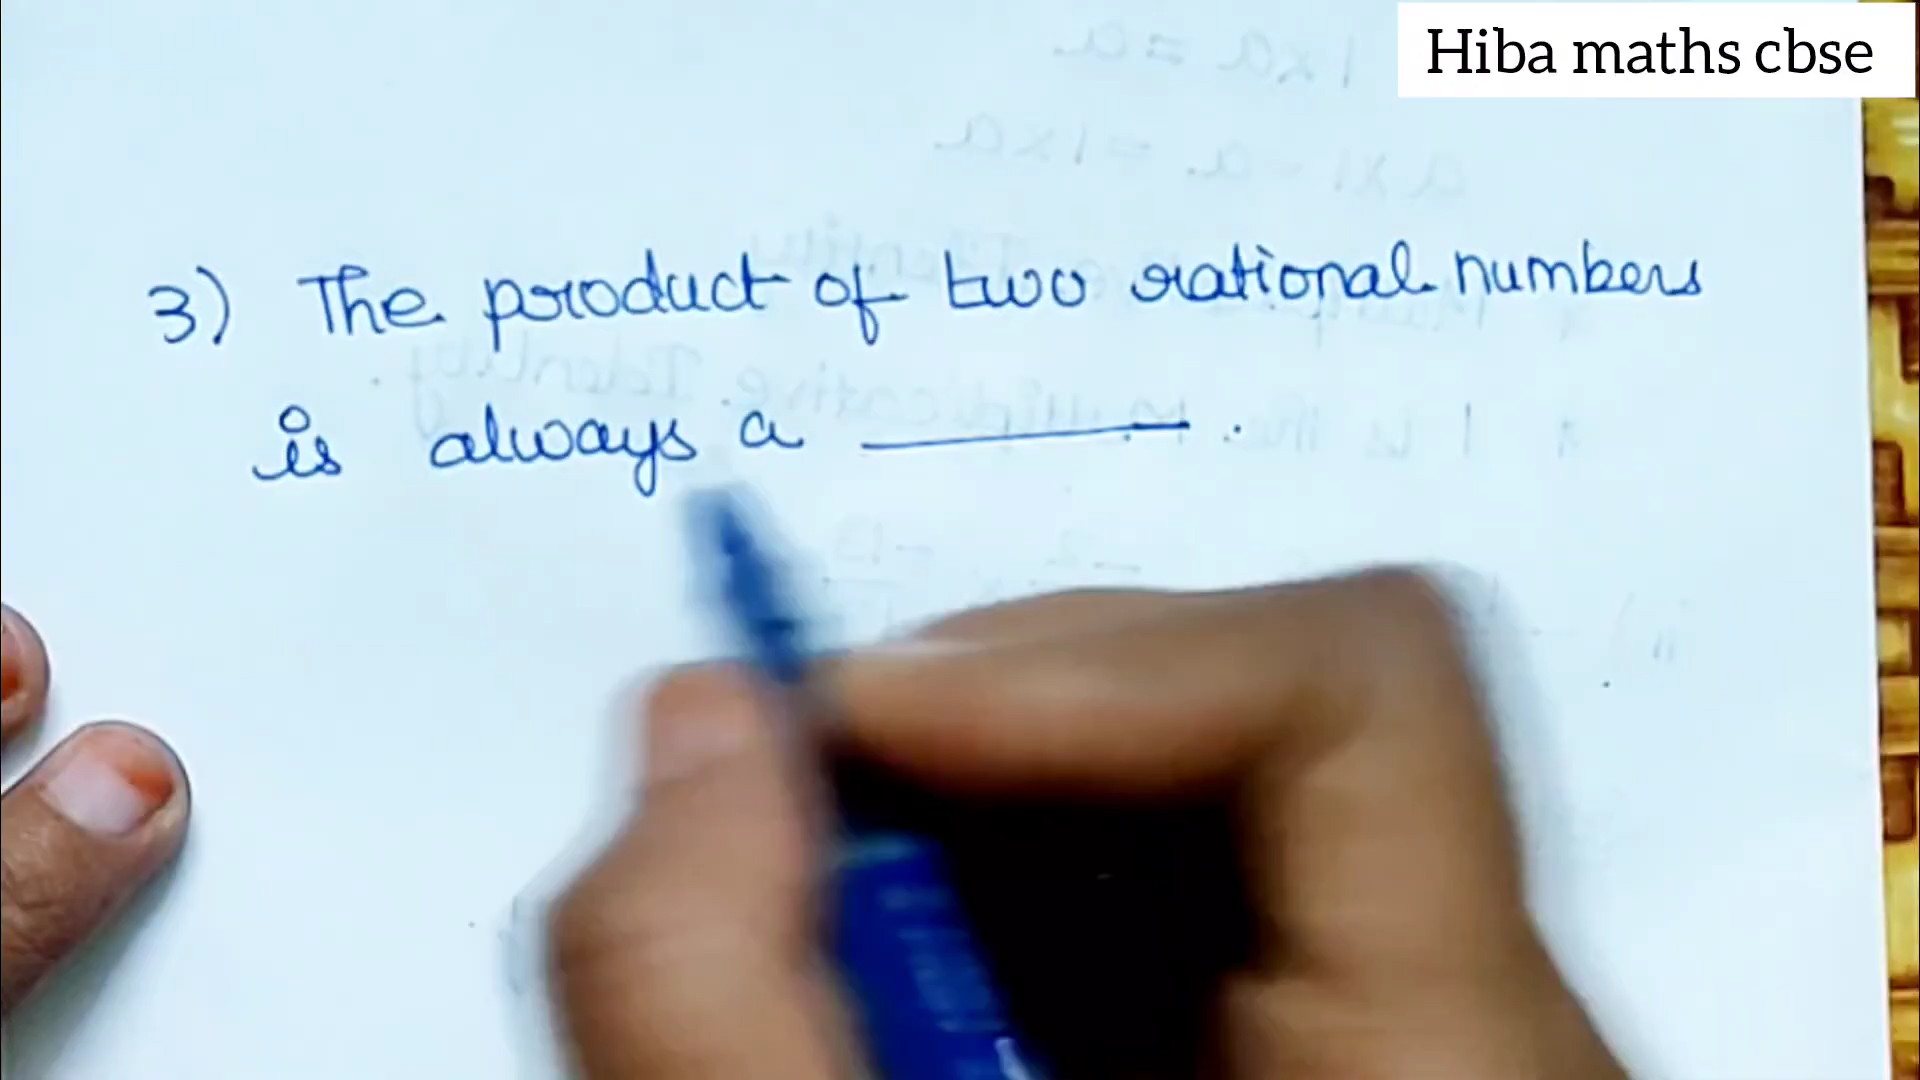 Hiba maths cbse
3) The product of two rational numbers
is always a ______ .